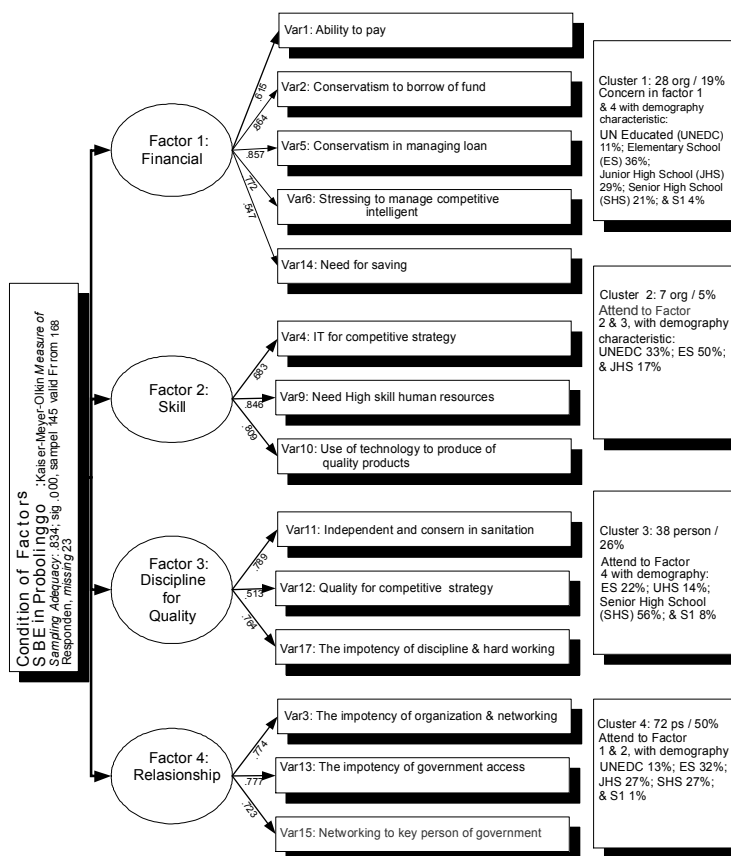 Condition of Factors
SBE in Probolinggo :Kaiser-Meyer-Olkin Measure of
Sampling Adequacy: .834; sig .000, sampel 145 valid Frrom 168
Responden, missing 23
Factor 1:
Financial
.615
.864
.857
.772
.547
Var1: Ability to pay
Var2: Conservatism to borrow of fund
Var5: Conservatism in managing loan
Var6: Stressing to manage competitive
intelligent
Var14: Need for saving
Factor 2:
Skill
.683
.846
.809
Var4: IT for competitive strategy
Var9: Need High skill human resources
Var10: Use of technology to produce of
quality products
Factor 3:
Discipline
for
Quality
.789
.513
.764
Var11: Independent and concern in sanitation
Var12: Quality for competitive strategy
Var17: The impotency of discipline & hard working
Factor 4:
Relasionship
.774
.777
.723
Var3: The impotency of organization & networking
Var13: The impotency of government access
Var15: Networking to key person of government
Cluster 1: 28 org / 19%
Concern in factor 1
& 4 with demography
characteristic:
UN Educated (UNEDC)
11%; Elementary School
(ES) 36%;
Junior High School (JHS)
29%; Senior High School
(SHS) 21%; & S1 4%
Cluster 2: 7 org / 5%
Attend to Factor
2 & 3, with demography
characteristic:
UNEDC 33%; ES 50%;
& JHS 17%
Cluster 3: 38 person /
26%
Attend to Factor
4 with demography:
ES 22%; UHS 14%;
Senior High School
(SHS) 56%; & S1 8%
Cluster 4: 72 ps / 50%
Attend to Factor
1 & 2, with demography
UNEDC 13%; ES 32%;
JHS 27%; SHS 27%;
& S1 1%